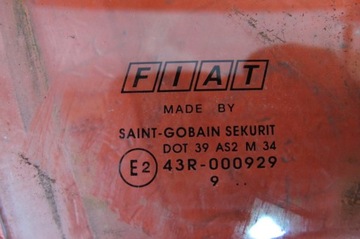 FIAT
MADE BY
SAINT-GOBAIN SEKURIT
DOT 39 AS2 M 34
E2 43R-000929
9 ..